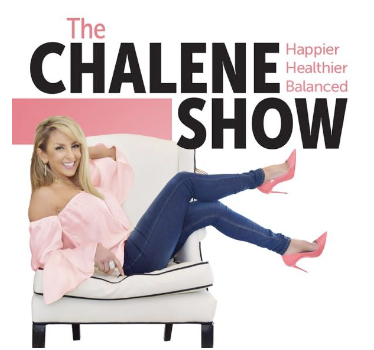 The
CHALENE
Happier
Healthier
Balanced
SHOW